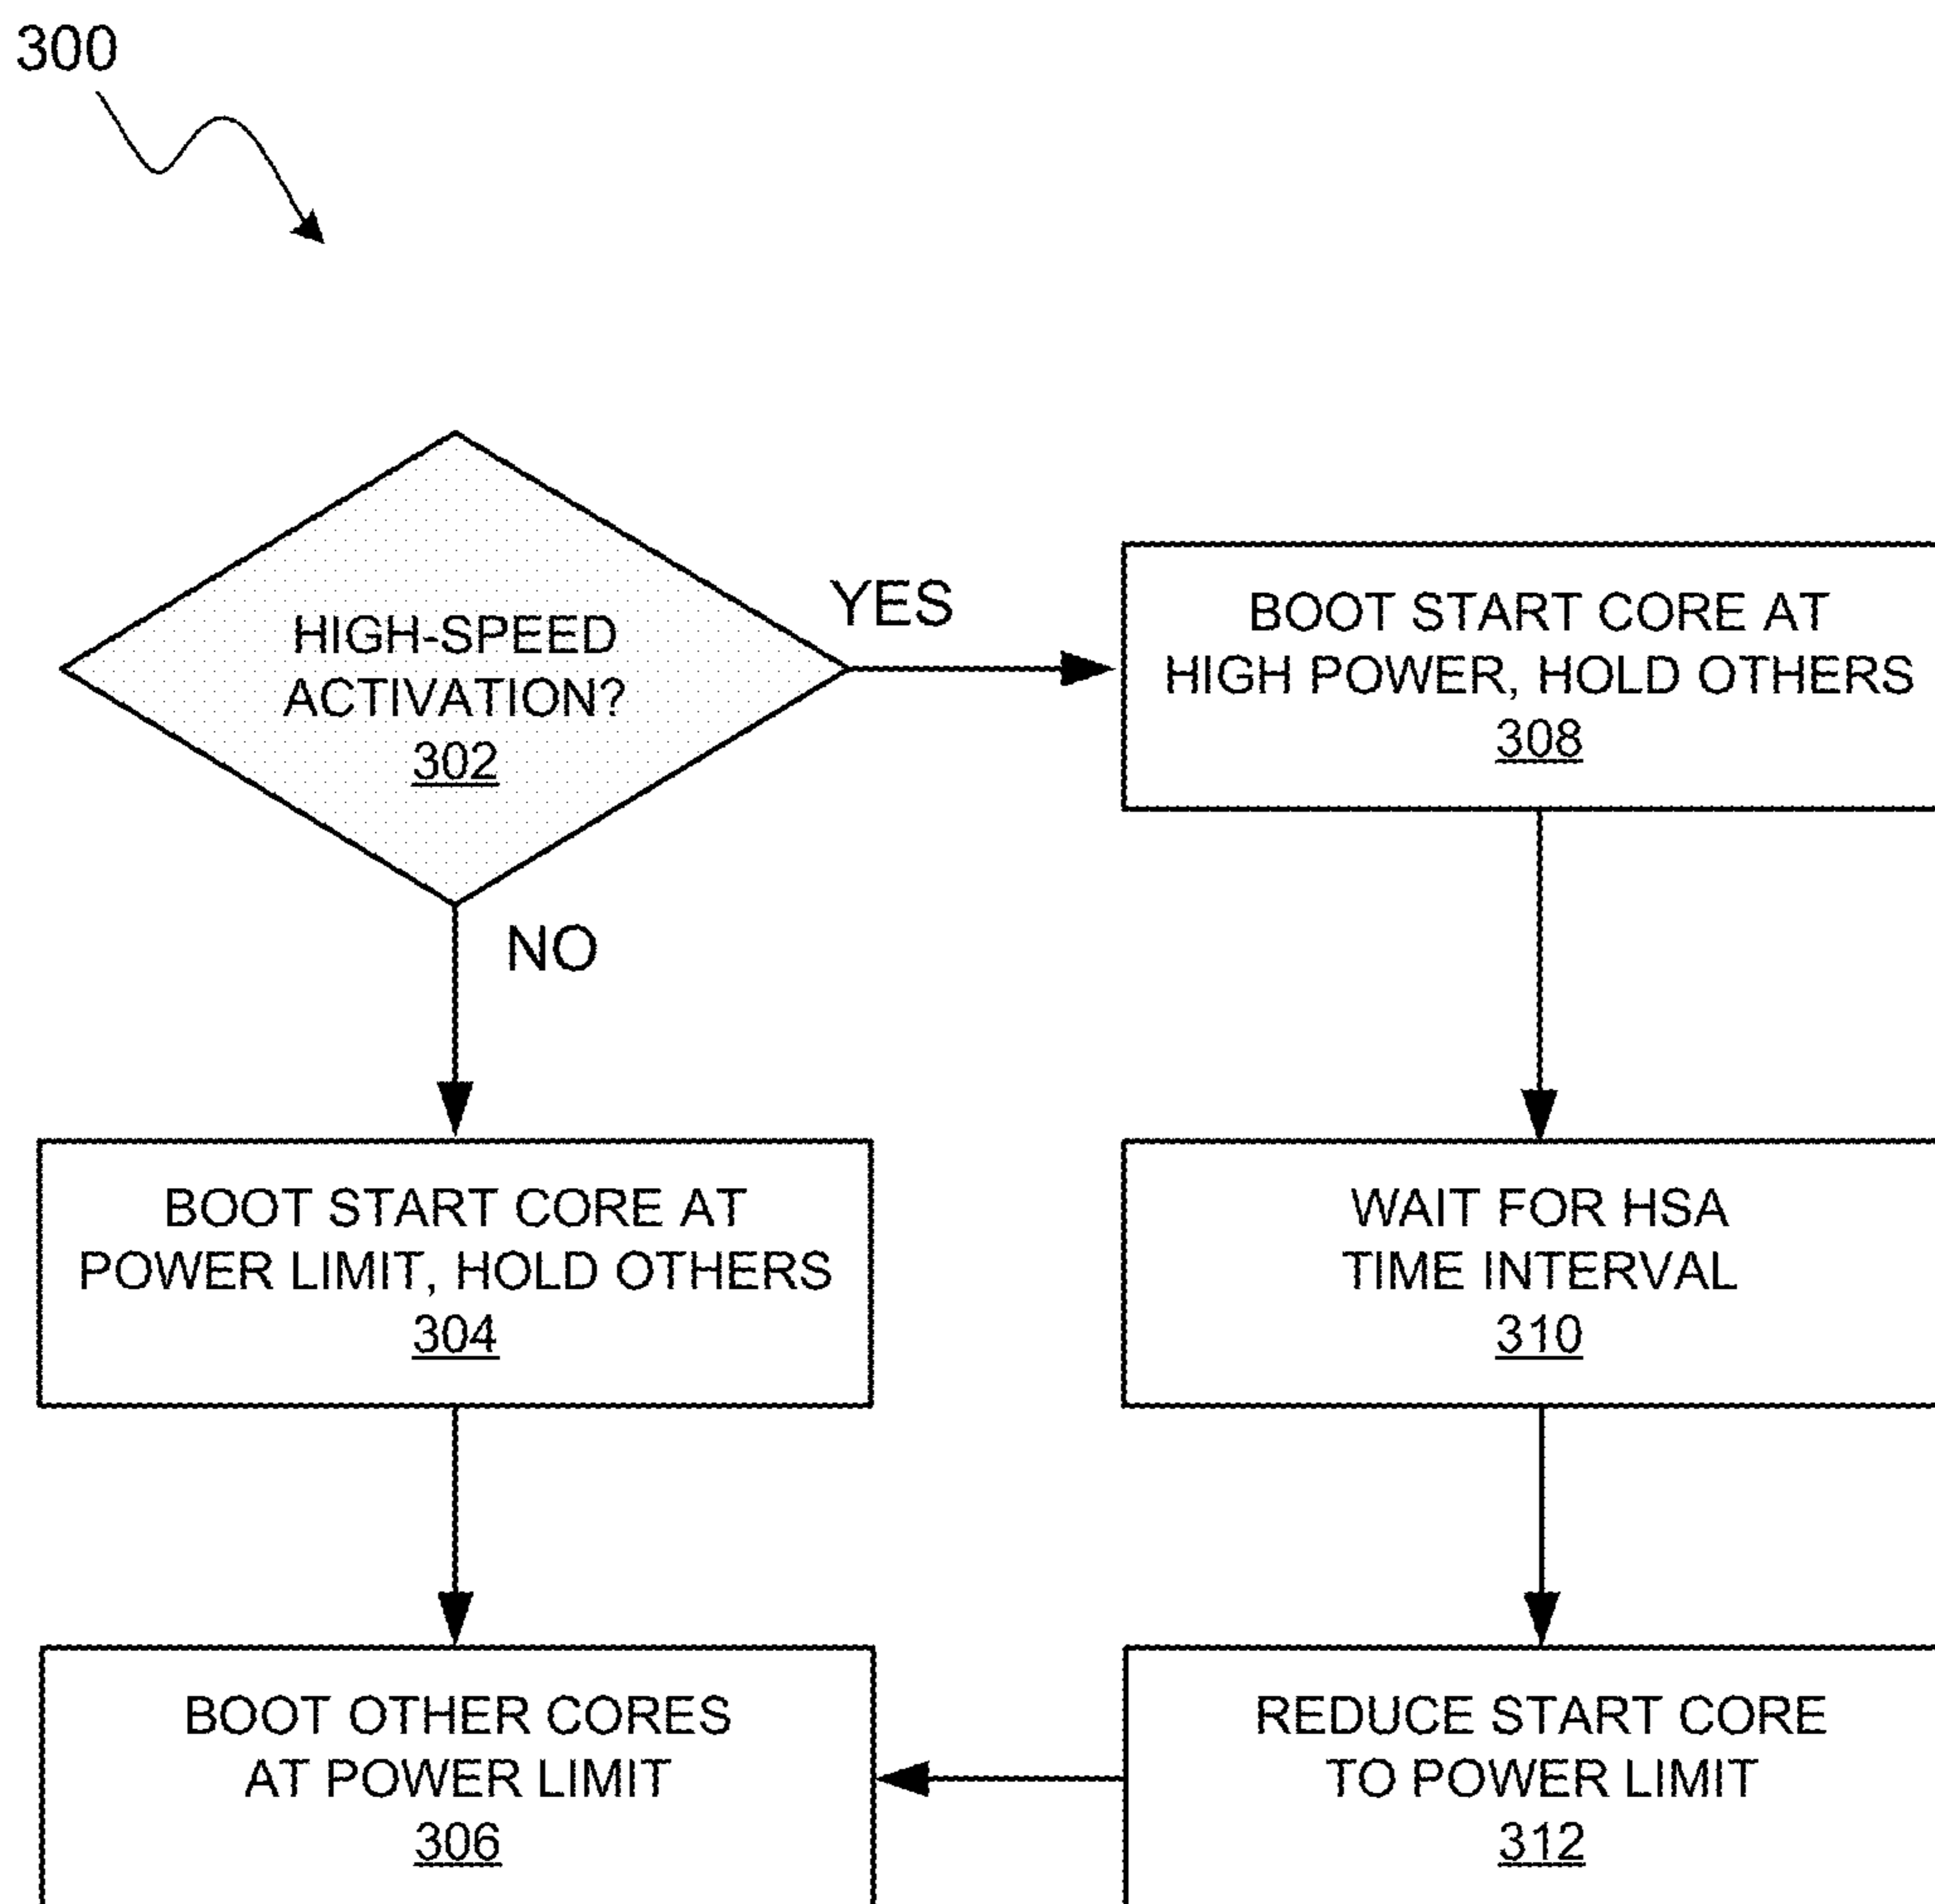 300
HIGH-SPEED
ACTIVATION?
302
YES
NO
BOOT START CORE AT
HIGH POWER, HOLD OTHERS
308
BOOT START CORE AT
POWER LIMIT, HOLD OTHERS
304
WAIT FOR HSA
TIME INTERVAL
310
BOOT OTHER CORES
AT POWER LIMIT
306
REDUCE START CORE
TO POWER LIMIT
312